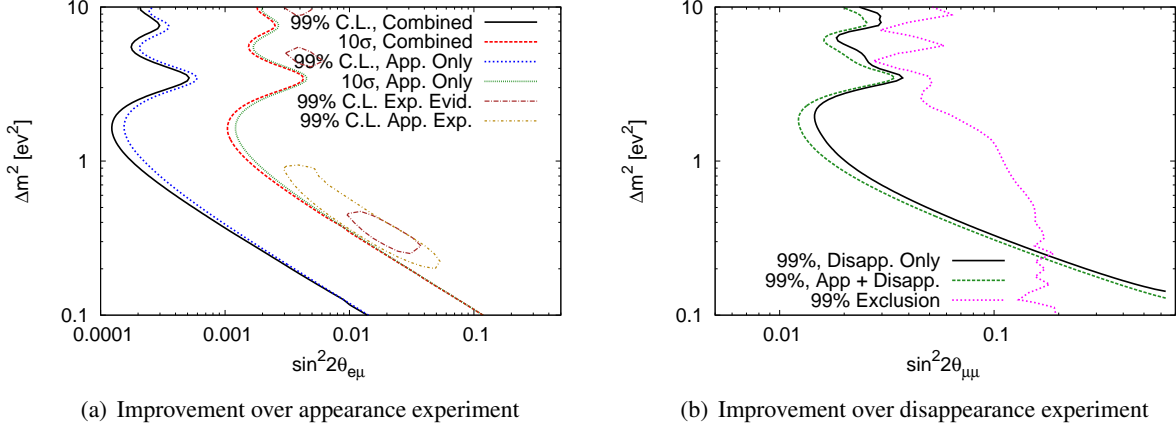 10
1
0.1
0.0001
0.001
0.01
0.1
Δm² [ev²]
sin²2θeμ
99% C.L., Combined
10σ, Combined
99% C.L., App. Only
10σ, App. Only
99% C.L. Exp. Evid.
99% C.L. App. Exp.
(a) Improvement over appearance experiment
10
1
0.1
0.01
0.1
Δm² [ev²]
sin²2θμμ
99%, Disapp. Only
99%, App + Disapp.
99% Exclusion
(b) Improvement over disappearance experiment